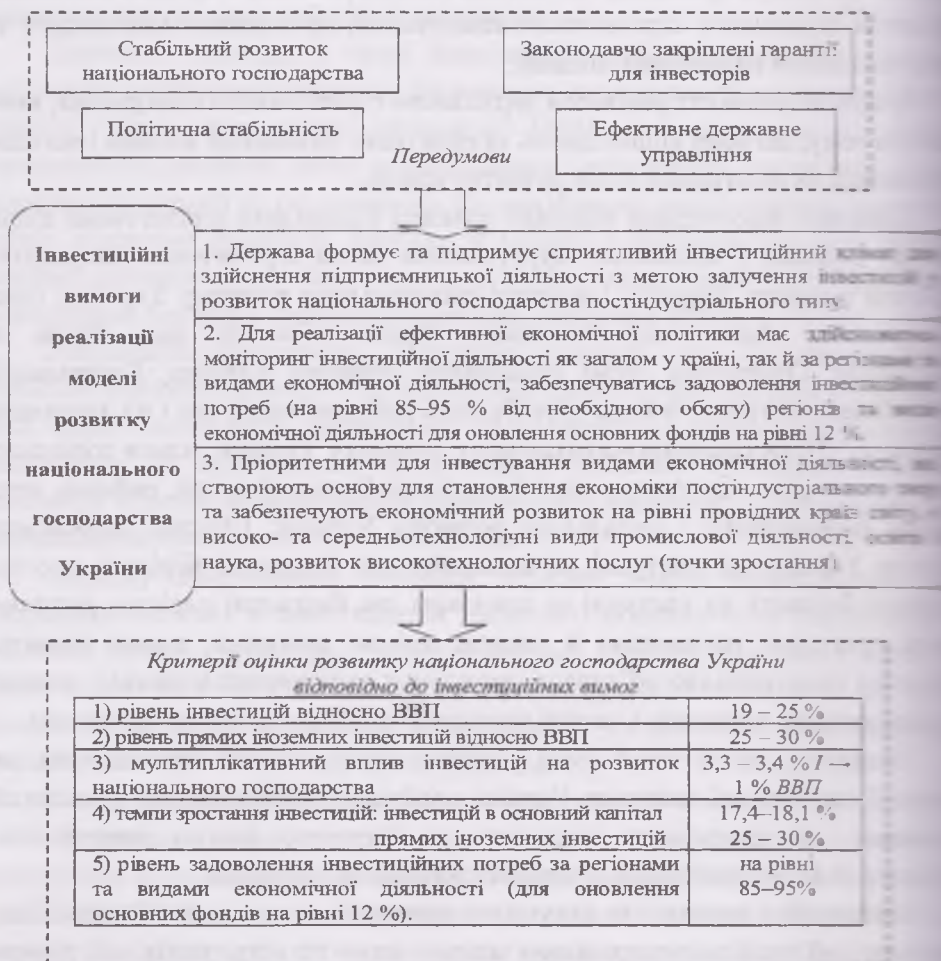 Стабільний розвиток
національного господарства
Законодавчо закріплені гарантії
для інвесторів
Політична стабільність
Ефективне державне
управління
Передумови
Інвестиційні
вимоги
реалізації
моделі
розвитку
національного
господарства
України
1. Держава формує та підтримує сприятливий інвестиційний клімат для
здійснення підприємницької діяльності з метою залучення інвестицій у
розвиток національного господарства постіндустріального типу.
2. Для реалізації ефективної економічної політики має
моніторинг інвестиційної діяльності як загалом у країні, так й за регіонами
видами економічної діяльності, забезпечуватись задоволення
потреб (на рівні 85–95 % від необхідного обсягу) регіонів та
економічної діяльності для оновлення основних фондів на рівні 12 %.
3. Пріоритетними для інвестування видами економічної діяльності,
створюють основу для становлення економіки постіндустріального
та забезпечують економічний розвиток на рівні провідних країн
високо- та середньотехнологічні види промислової діяльності,
наука, розвиток високотехнологічних послуг (точки зростання)
Критерії оцінки розвитку національного господарства України
відповідно до інвестиційних вимог
1) рівень інвестицій відносно ВВП 19 – 25 %
2) рівень прямих іноземних інвестицій відносно ВВП 25 – 30 %
3) мультиплікативний вплив інвестицій на розвиток 3,3 – 3,4 % I →
національного господарства 1 % ВВП
4) темпи зростання інвестицій: інвестицій в основний капітал 17,4–18,1 %
прямих іноземних інвестицій 25 – 30 %
5) рівень задоволення інвестиційних потреб за регіонами на рівні
та видами економічної діяльності (для оновлення 85–95%
основних фондів на рівні 12 %).